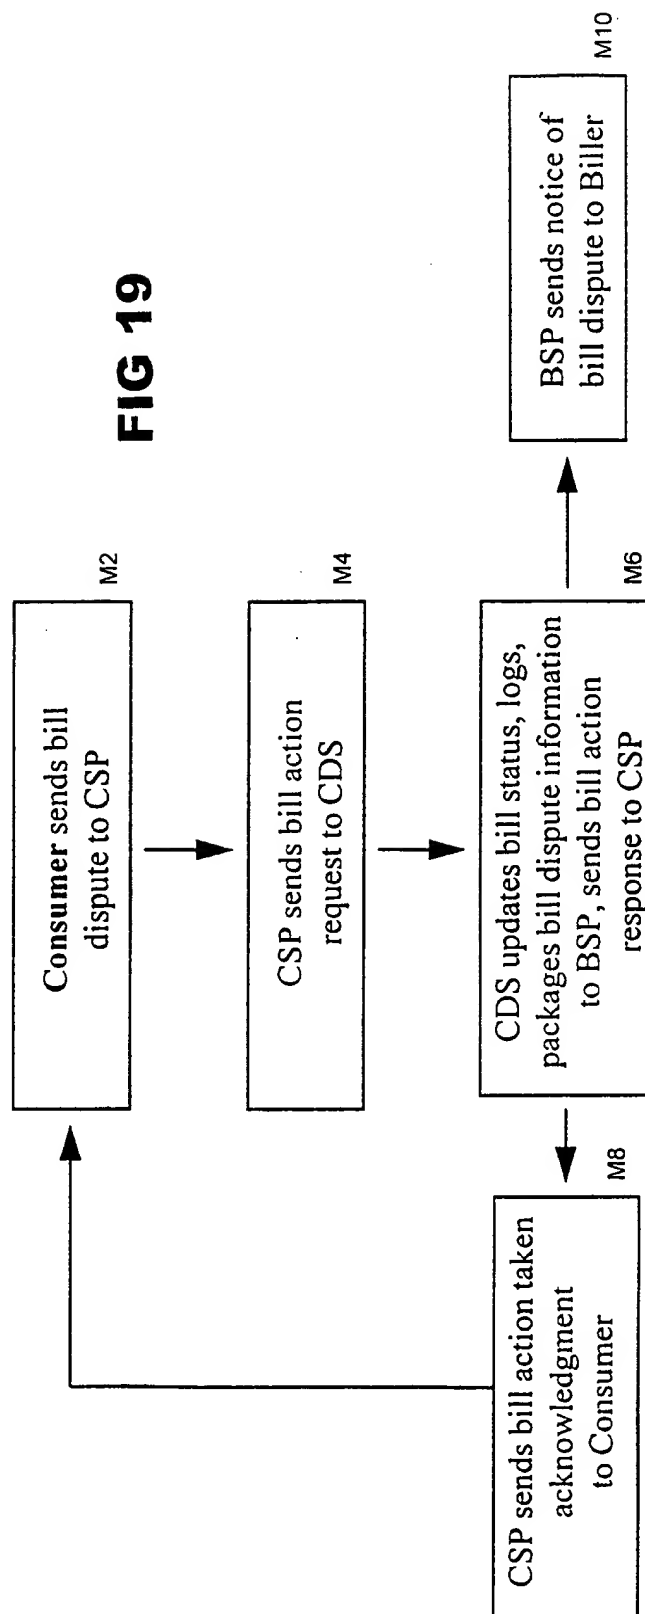 FIG 19
Consumer sends bill
dispute to CSP
M2
CSP sends bill action
request to CDS
M4
CDS updates bill status, logs,
packages bill dispute information
to BSP, sends bill action
response to CSP
M6
CSP sends bill action taken
acknowledgment
to Consumer
M8
BSP sends notice of
bill dispute to Biller
M10